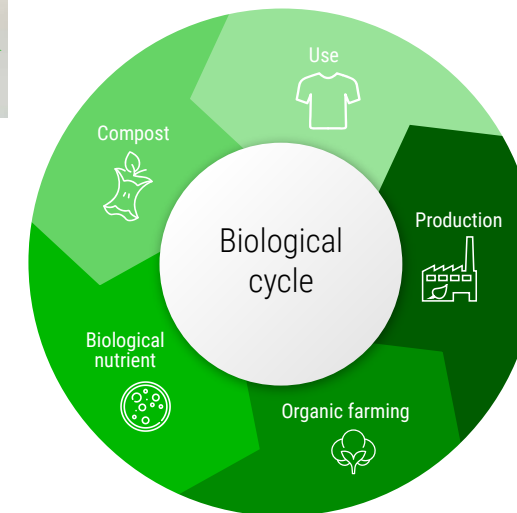 Use
Compost
Production
Biological
cycle
Biological
nutrient
Organic farming